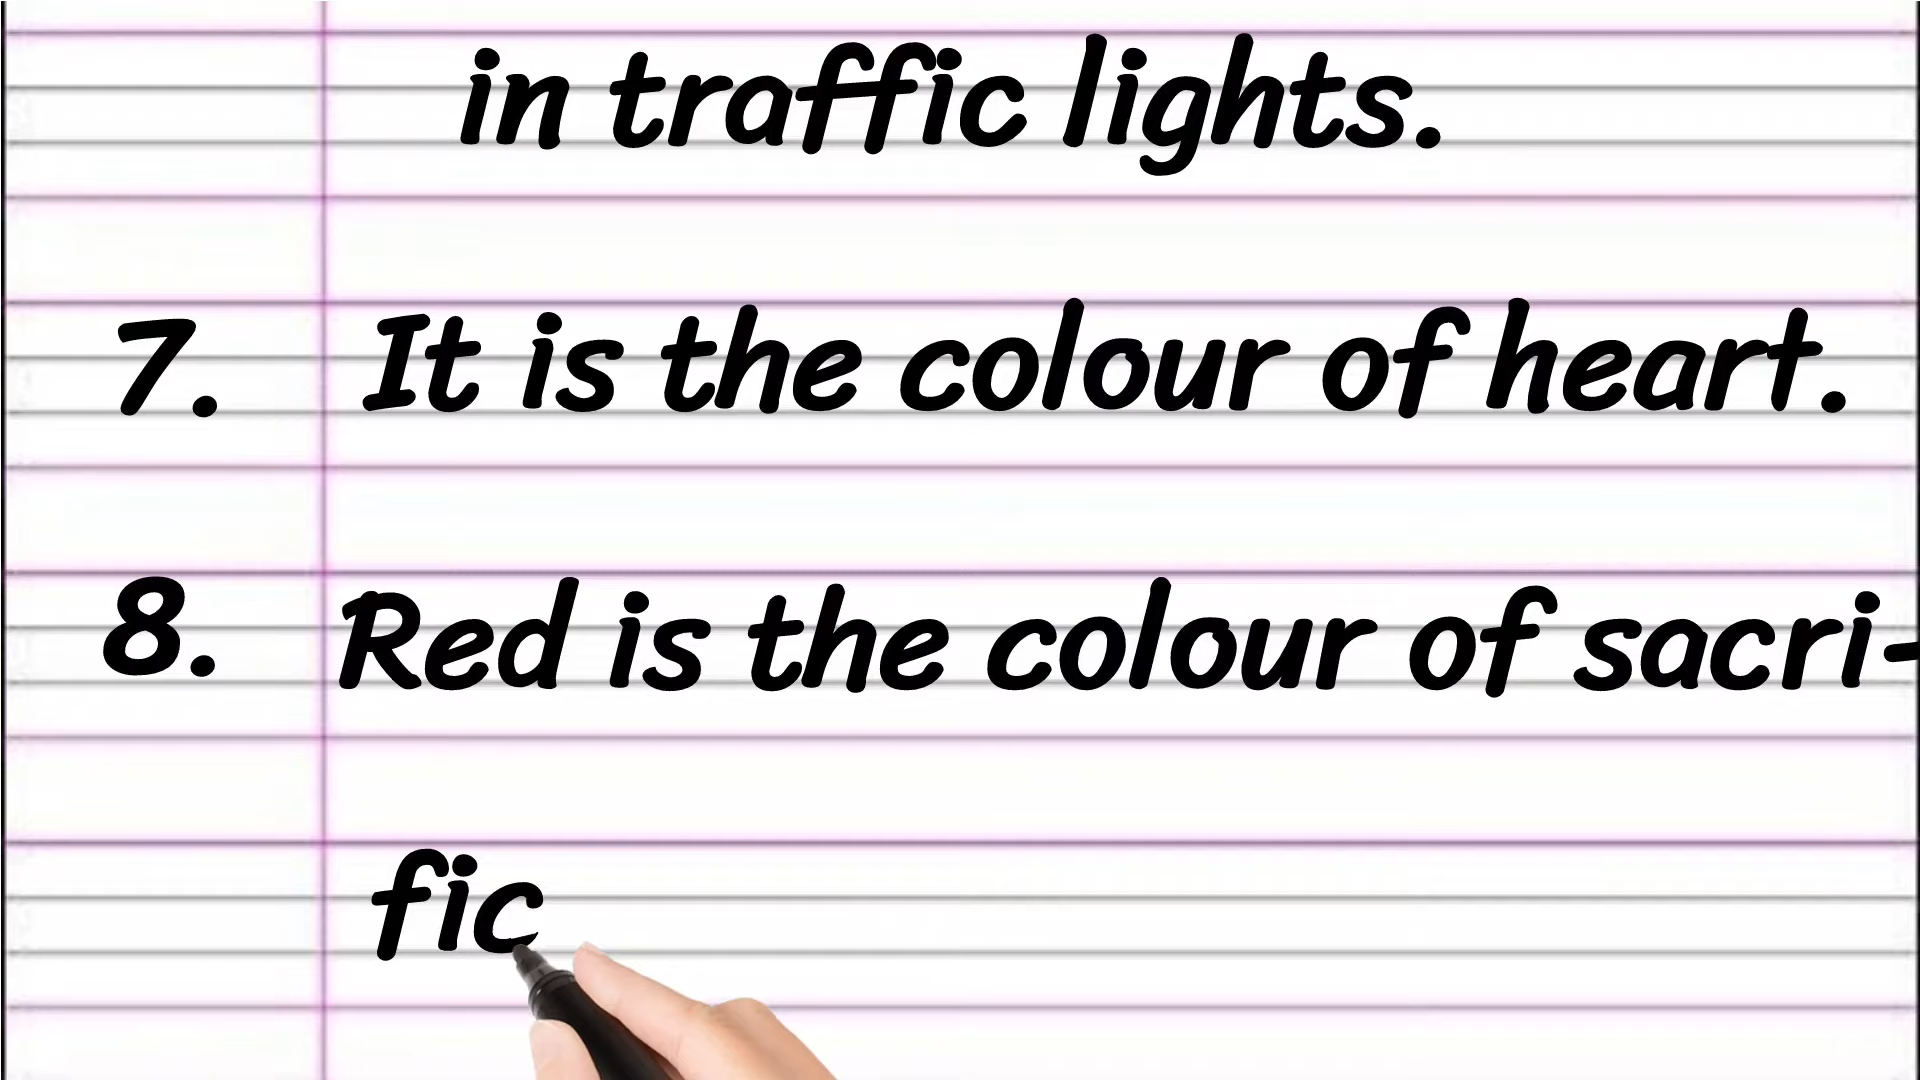 in traffic lights.
7. It is the colour of heart.
8. Red is the colour of sacri-
fic